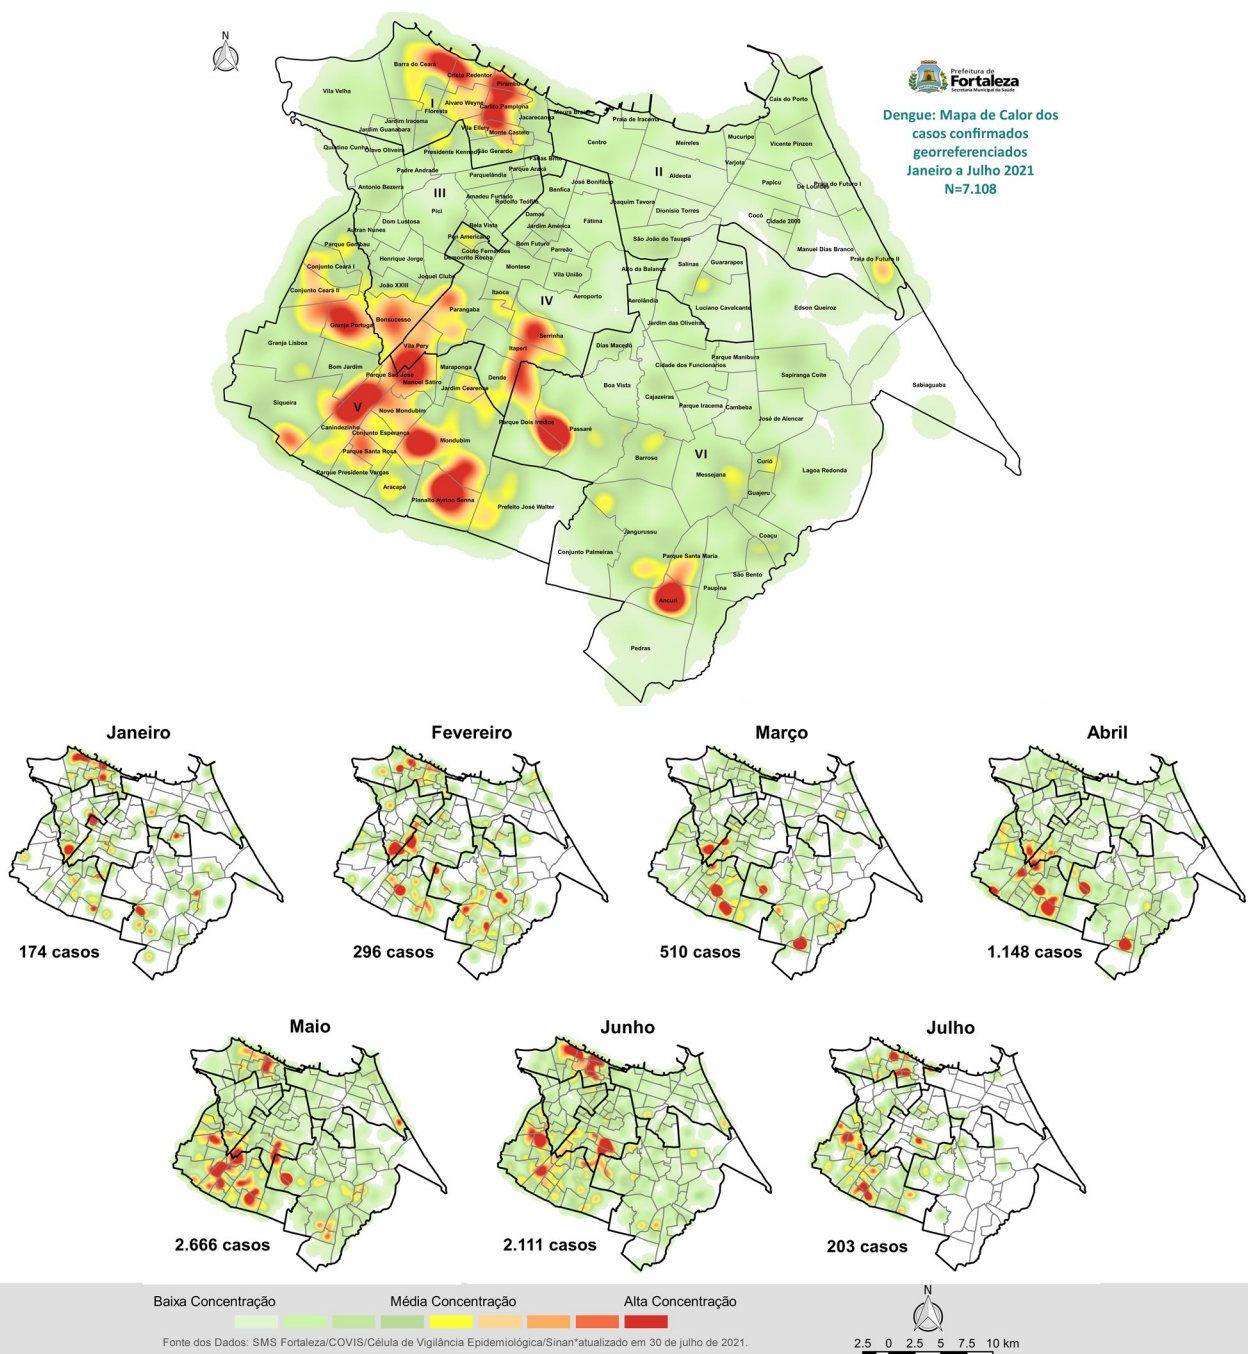 N
Prefeitura de
Fortaleza
Secretaria Municipal da Saúde
Dengue: Mapa de Calor dos
casos confirmados
georreferenciados
Janeiro a Julho 2021
N=7.108
Barra do Ceará
Cristo Redentor
Pirambu
Vila Velha
I
Alvaro Weyne
Carlito Pamplona
Floresta
Jacarecanga
Moura Brasil
Praia de Iracema
Cais do Porto
Jardim Iracema
Jardim Guanabara
Vila Ellery
Monte Castelo
Mucuripe
Quintino Cunha
Olavo Oliveira
Presidente Kennedy
São Gerardo
Farias Brito
Centro
Meireles
Varjota
Vicente Pinzon
Padre Andrade
Parquelândia
Parque Araxá
II
Aldeota
Papicu
De Lourdes
Praia do Futuro I
Antonio Bezerra
III
Amadeu Furtado
Rodolfo Teófilo
Benfica
José Bonifácio
Joaquim Tavora
Dionísio Torres
Pici
Dom Lustosa
Bela Vista
Damas
Jardim América
Fátima
Cocó
Cidade 2000
Autran Nunes
Pan Americano
Bom Futuro
São João do Tauape
Parque Genibau
Couto Fernandes
Democrito Rocha
Parreão
Manuel Dias Branco
Praia do Futuro II
Conjunto Ceará I
Henrique Jorge
Montese
Vila União
Alto da Balança
Salinas
Guararapes
Joquei Clube
João XXIII
Conjunto Ceará II
Itaoca
IV
Aeroporto
Aerolândia
Luciano Cavalcante
Edson Queiroz
Parangaba
Granja Portugal
Bonsucesso
Jardim das Oliveiras
Granja Lisboa
Vila Pery
Itaperi
Serrinha
Dias Macedo
Parque Manibura
Cidade dos Funcionários
Bom Jardim
Parque São José
Maraponga
Manoel Sátiro
Jardim Cearense
Dende
Boa Vista
Sapiranga Coite
Sabiaguaba
Siqueira
V
Novo Mondubim
Cajazeiras
Parque Iracema
Cambeba
José de Alencar
Canindezinho
Conjunto Esperança
Parque Dois Irmãos
Passaré
Mondubim
Parque Santa Rosa
Barroso
VI
Curió
Parque Presidente Vargas
Messejana
Lagoa Redonda
Aracapé
Guajeru
Planalto Ayrton Senna
Prefeito José Walter
Jangurussu
Coaçu
Conjunto Palmeiras
Parque Santa Maria
São Bento
Paupina
Ancuri
Pedras
Janeiro
Fevereiro
Março
Abril
174 casos
296 casos
510 casos
1.148 casos
Maio
Junho
Julho
2.666 casos
2.111 casos
203 casos
Baixa Concentração
Média Concentração
Alta Concentração
N
Fonte dos Dados: SMS Fortaleza/COVIS/Célula de Vigilância Epidemiológica/Sinan*atualizado em 30 de julho de 2021.
2.5 0 2.5 5 7.5 10 km